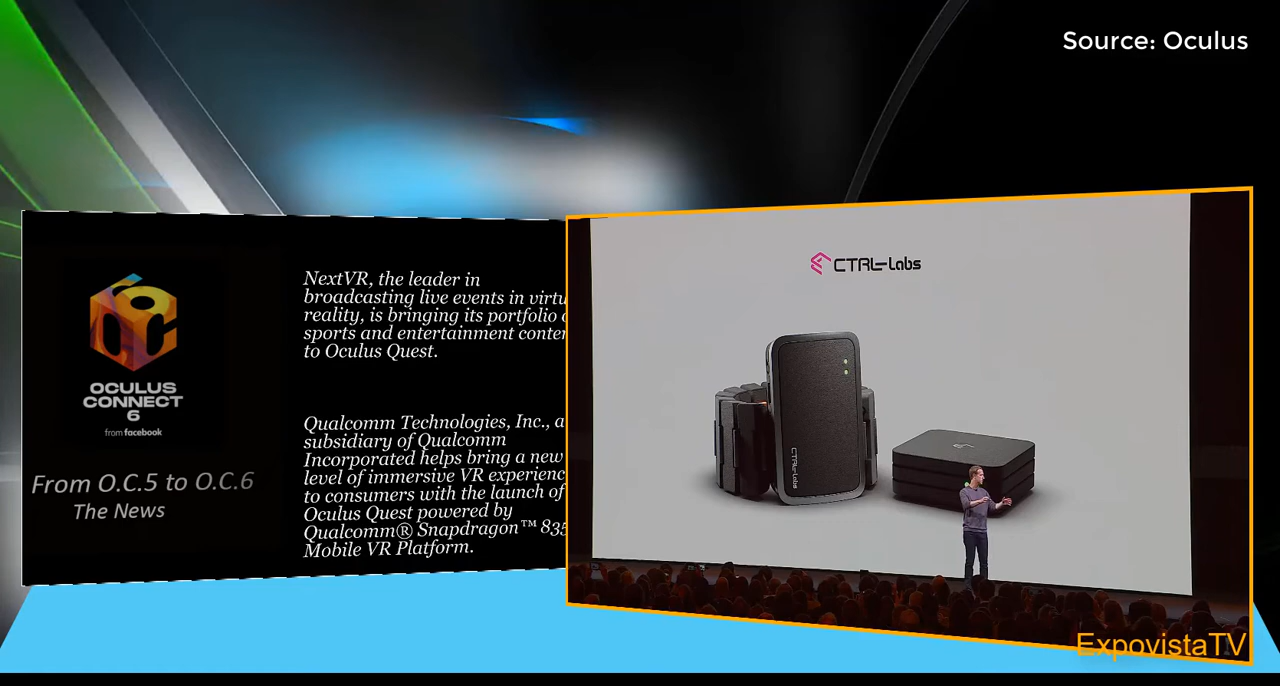 Source: Oculus
OCULUS
CONNECT
6
from facebook
From O.C.5 to O.C.6
The News
NextVR, the leader in
broadcasting live events in virtu
reality, is bringing its portfolio
sports and entertainment conten
to Oculus Quest.
Qualcomm Technologies, Inc., a
subsidiary of Qualcomm
Incorporated helps bring a new
level of immersive VR experienc
to consumers with the launch of
Oculus Quest powered by
Qualcomm® Snapdragon™ 835
Mobile VR Platform.
CTRL-Labs
CTRL-Labs
ExpovistaTV